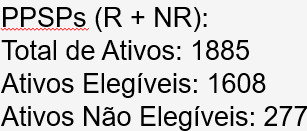 PPSPs (R + NR):
Total de Ativos: 1885
Ativos Elegíveis: 1608
Ativos Não Elegíveis: 277